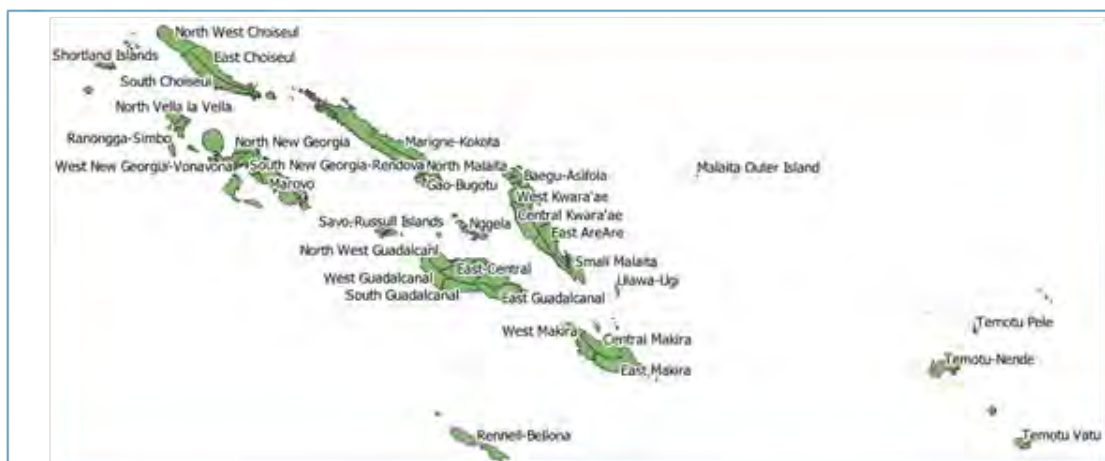 North West Choiseul
Shortland Islands
East Choiseul
South Choiseul
North Vella la Vella
Ranongga-Simbo
North New Georgia
Marigne-Kokota
West New Georgia-Vonavona
South New Georgia-Rendova
North Malaita
Malaita Outer Island
Baegu-Asifola
Gao-Bugotu
Marovo
West Kwara'ae
Central Kwara'ae
Savo-Russull Islands
Nggela
East AreAre
North West Guadalcanl
East-Central
Small Malaita
West Guadalcanal
Ulawa-Ugi
South Guadalcanal
East Guadalcanal
West Makira
Central Makira
Temotu Pele
East Makira
Temotu-Nende
Rennell-Bellona
Temotu Vatu